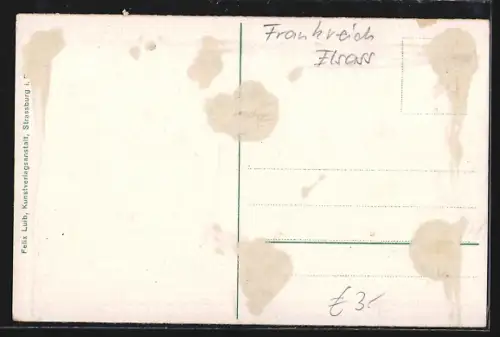 Frankreich
Elsass
Felix Luib, Kunstverlagsanstalt, Strassburg i.E
€ 3,-